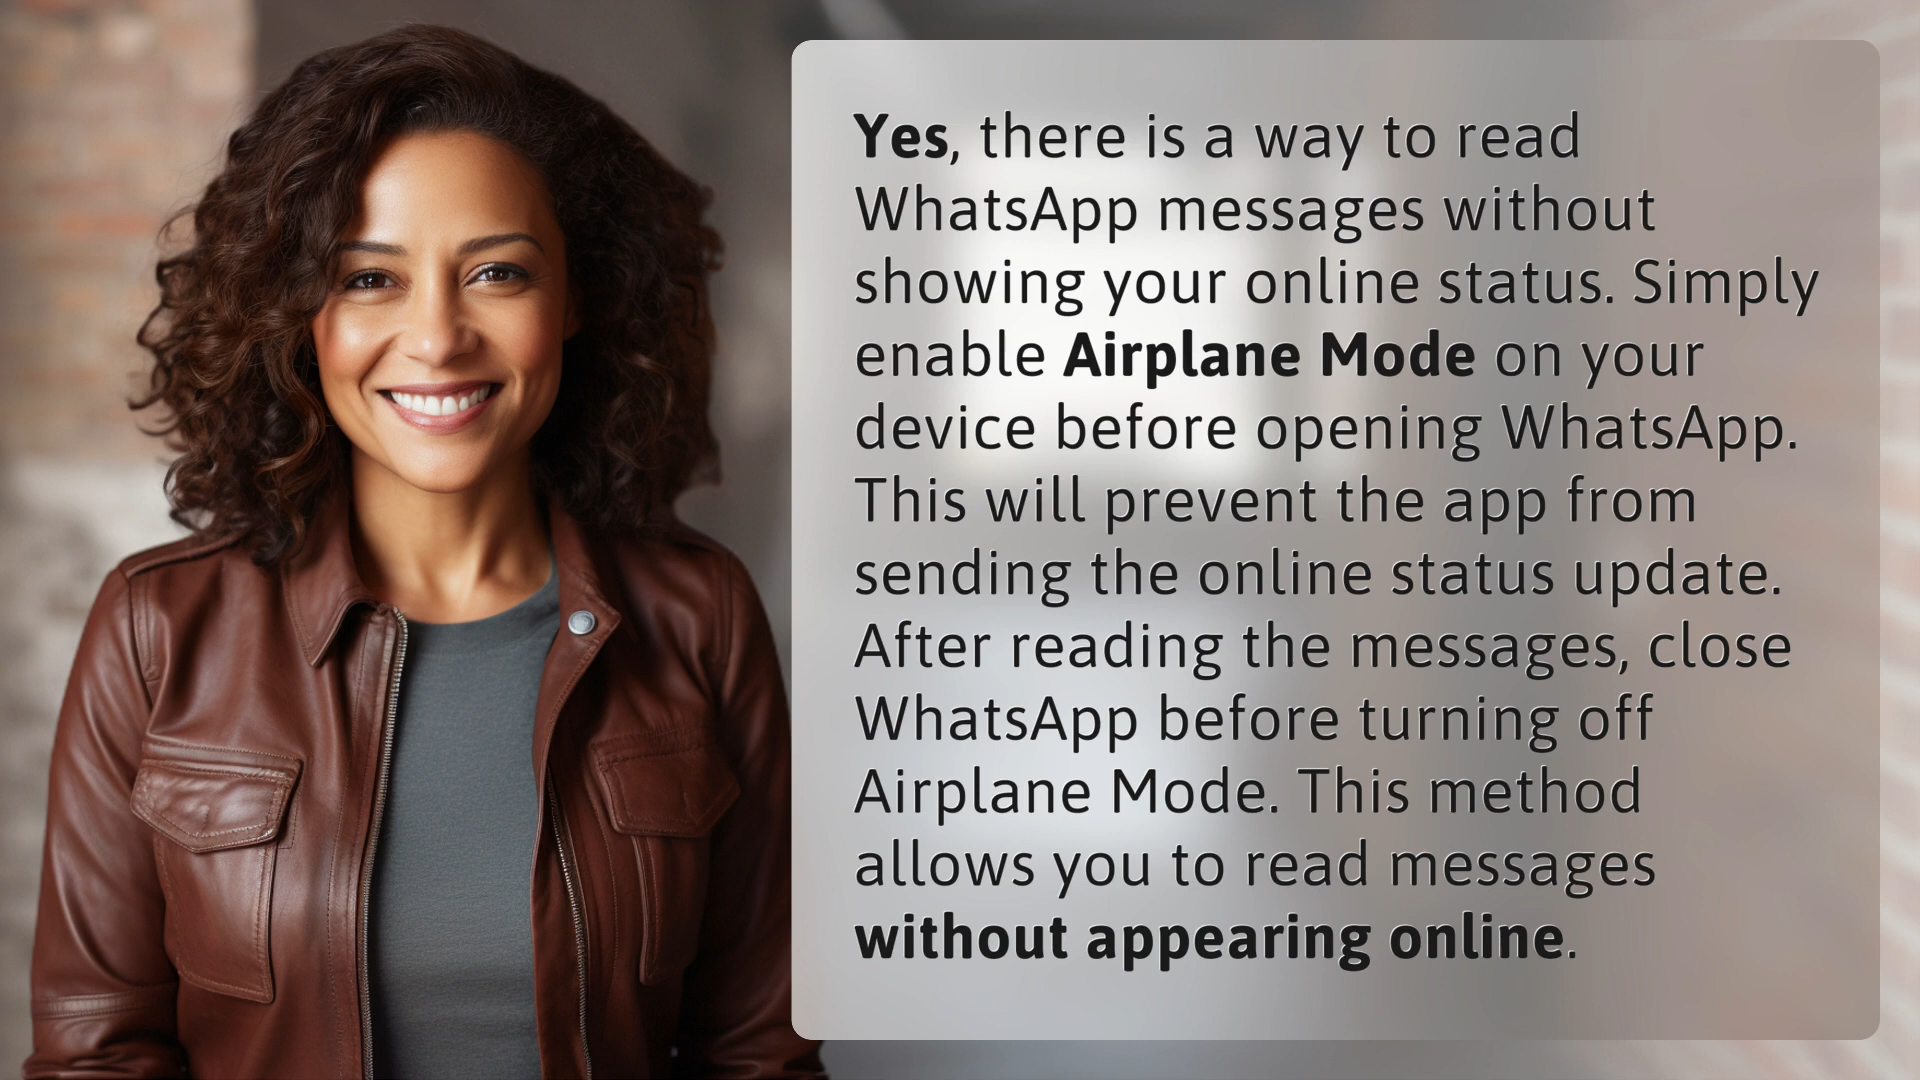 Yes, there is a way to read
WhatsApp messages without
showing your online status. Simply
enable Airplane Mode on your
device before opening WhatsApp.
This will prevent the app from
sending the online status update.
After reading the messages, close
WhatsApp before turning off
Airplane Mode. This method
allows you to read messages
without appearing online.